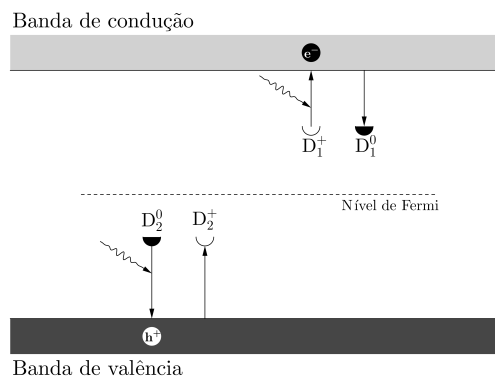 Banda de condução
e⁻
D₁⁺ D₁⁰
Nível de Fermi
D₂⁰ D₂⁺
h⁺
Banda de valência